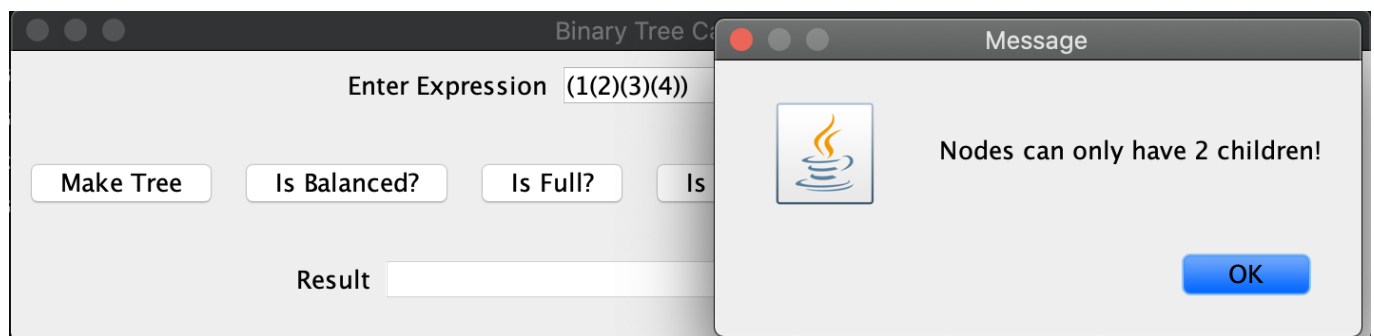 Binary Tree Ca
Message
Enter Expression (1(2)(3)(4))
Nodes can only have 2 children!
Make Tree Is Balanced? Is Full? Is
OK
Result